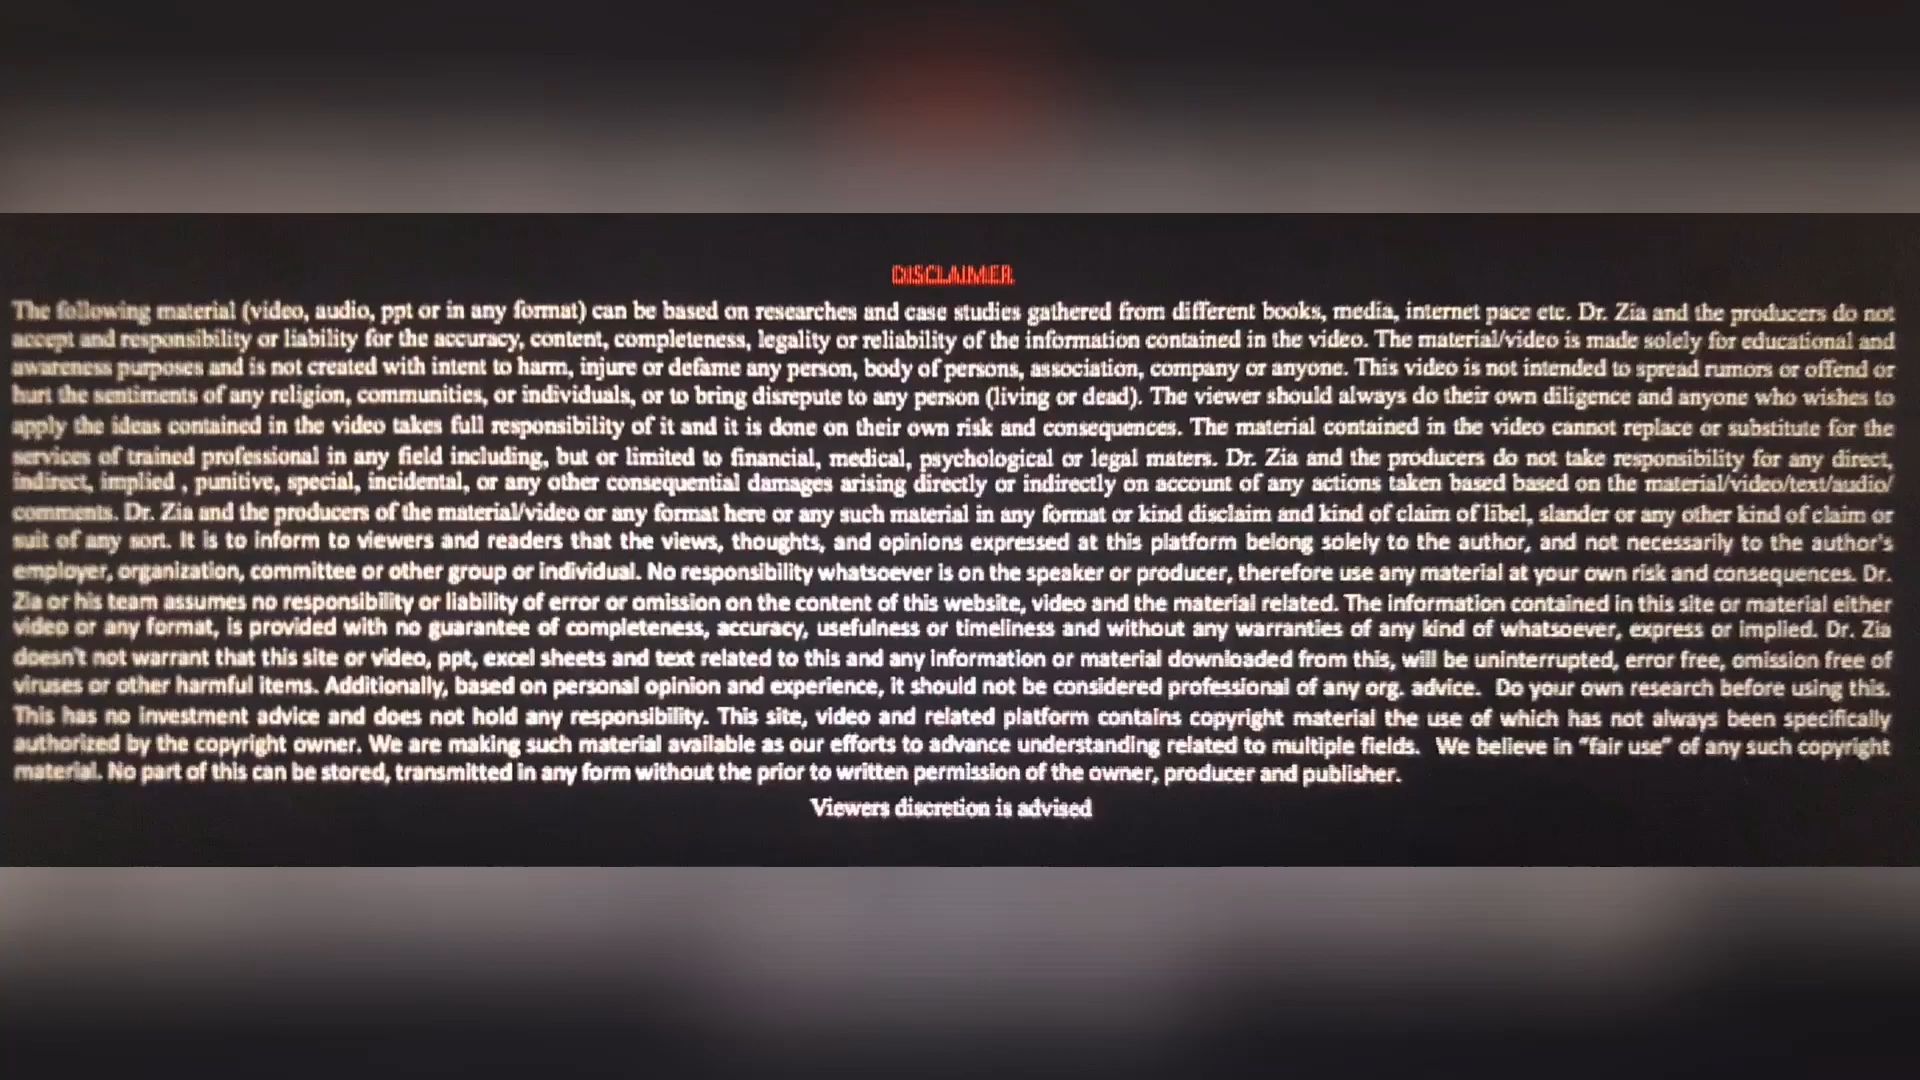 DISCLAIMER
The following material (video, audio, ppt or in any format) can be based on researches and case studies gathered from different books, media, internet pace etc. Dr. Zia and the producers do not
accept and responsibility or liability for the accuracy, content, completeness, legality or reliability of the information contained in the video. The material/video is made solely for educational and
awareness purposes and is not created with intent to harm, injure or defame any person, body of persons, association, company or anyone. This video is not intended to spread rumors or offend or
hurt the sentiments of any religion, communities, or individuals, or to bring disrepute to any person (living or dead). The viewer should always do their own diligence and anyone who wishes to
apply the ideas contained in the video takes full responsibility of it and it is done on their own risk and consequences. The material contained in the video cannot replace or substitute for the
services of trained professional in any field including, but or limited to financial, medical, psychological or legal maters. Dr. Zia and the producers do not take responsibility for any direct,
indirect, implied , punitive, special, incidental, or any other consequential damages arising directly or indirectly on account of any actions taken based based on the material/video/text/audio/
comments. Dr. Zia and the producers of the material/video or any format here or any such material in any format or kind disclaim and kind of claim of libel, slander or any other kind of claim or
suit of any sort. It is to inform to viewers and readers that the views, thoughts, and opinions expressed at this platform belong solely to the author, and not necessarily to the author's
employer, organization, committee or other group or individual. No responsibility whatsoever is on the speaker or producer, therefore use any material at your own risk and consequences. Dr.
Zia or his team assumes no responsibility or liability of error or omission on the content of this website, video and the material related. The information contained in this site or material either
video or any format, is provided with no guarantee of completeness, accuracy, usefulness or timeliness and without any warranties of any kind of whatsoever, express or implied. Dr. Zia
doesn't not warrant that this site or video, ppt, excel sheets and text related to this and any information or material downloaded from this, will be uninterrupted, error free, omission free of
viruses or other harmful items. Additionally, based on personal opinion and experience, it should not be considered professional of any org. advice. Do your own research before using this.
This has no investment advice and does not hold any responsibility. This site, video and related platform contains copyright material the use of which has not always been specifically
authorized by the copyright owner. We are making such material available as our efforts to advance understanding related to multiple fields. We believe in "fair use" of any such copyright
material. No part of this can be stored, transmitted in any form without the prior to written permission of the owner, producer and publisher.
Viewers discretion is advised